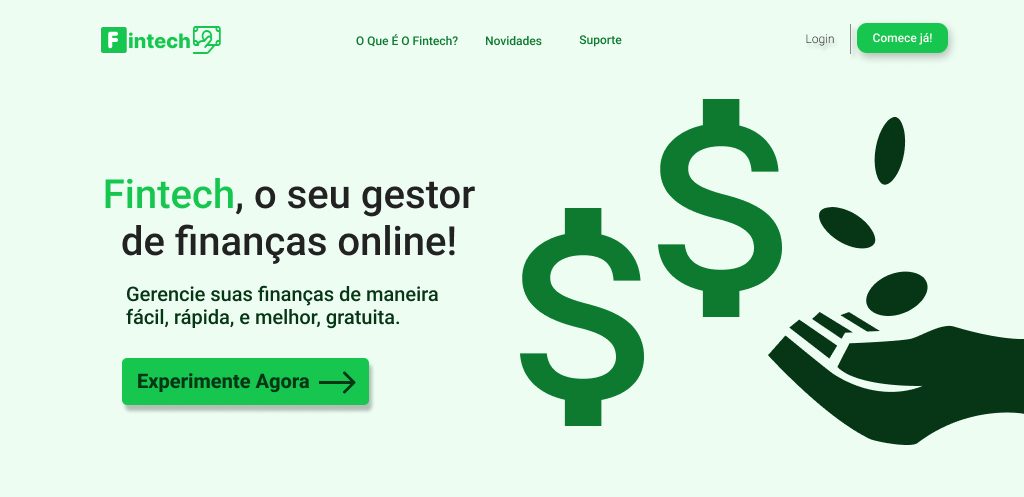 Fintech
O Que É O Fintech?
Novidades
Suporte
Login
Comece já!
Fintech, o seu gestor
de finanças online!
Gerencie suas finanças de maneira
fácil, rápida, e melhor, gratuita.
Experimente Agora
$
$